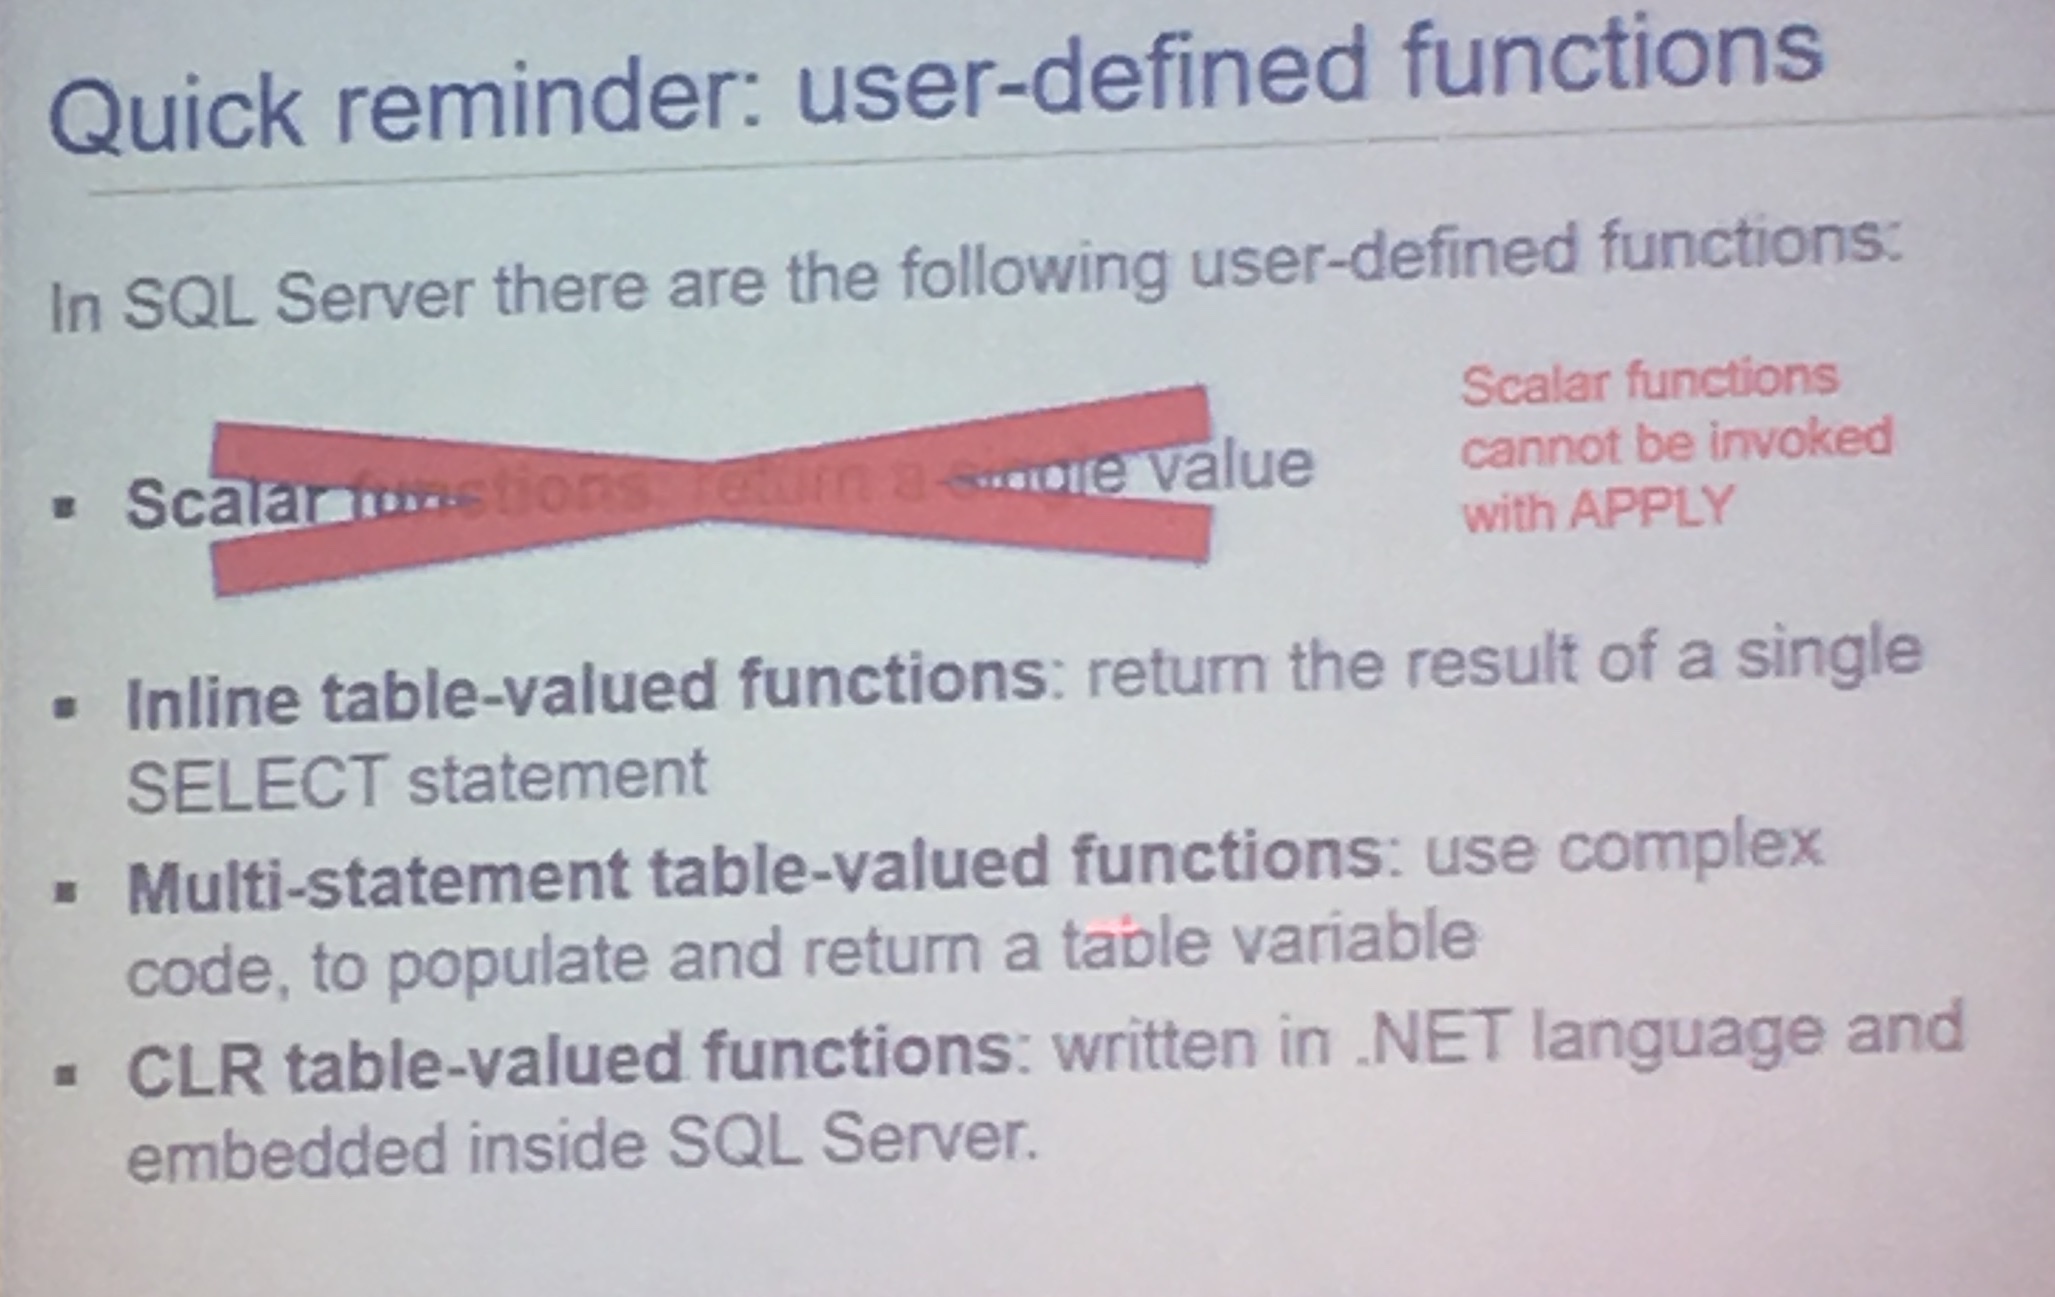 Quick reminder: user-defined functions
In SQL Server there are the following user-defined functions:
▪ Scalar functions: return a single value
Scalar functions
cannot be invoked
with APPLY
▪ Inline table-valued functions: return the result of a single
SELECT statement
▪ Multi-statement table-valued functions: use complex
code, to populate and return a table variable
▪ CLR table-valued functions: written in .NET language and
embedded inside SQL Server.